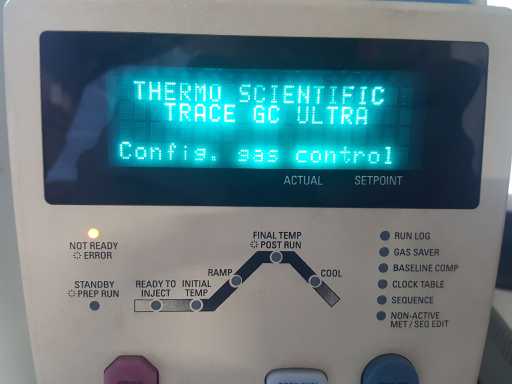 THERMO SCIENTIFIC
TRACE GC ULTRA
Config. gas control
ACTUAL SETPOINT
NOT READY
ERROR
STANDBY
PREP RUN
READY TO
INJECT
INITIAL
TEMP
RAMP
FINAL TEMP
POST RUN
COOL
RUN LOG
GAS SAVER
BASELINE COMP
CLOCK TABLE
SEQUENCE
NON-ACTIVE
MET / SEQ EDIT